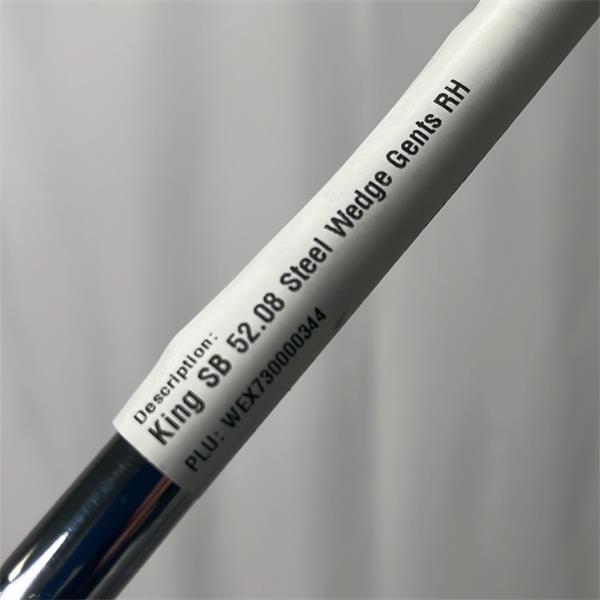 Description:
King SB 52.08 Steel Wedge Gents RH
PLU: WEX730000344